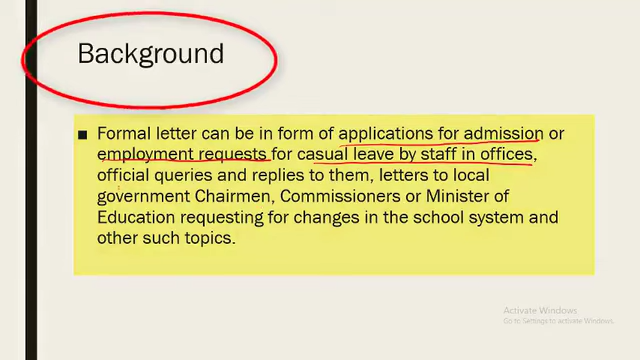 Background
■ Formal letter can be in form of applications for admission or
employment requests for casual leave by staff in offices,
official queries and replies to them, letters to local
government Chairmen, Commissioners or Minister of
Education requesting for changes in the school system and
other such topics.
Activate Windows
Go to Settings to activate Windows.